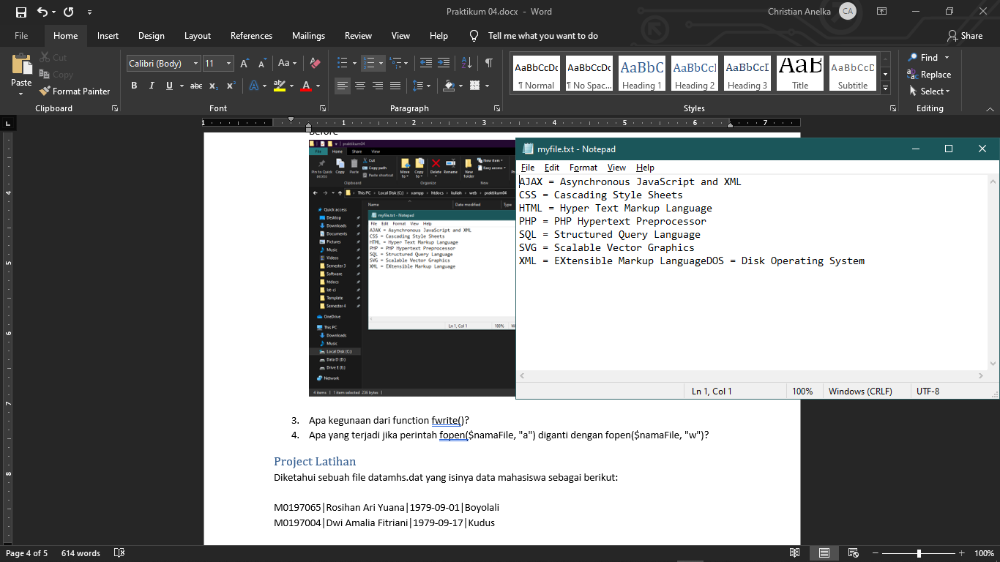 Praktikum 04.docx - Word
Christian Anelka
CA
File Home Insert Design Layout References Mailings Review View Help Tell me what you want to do Share
Paste
Cut
Copy
Format Painter
Clipboard
Calibri (Body) 11
Font
Paragraph
AaBbCcDc ¶ Normal
AaBbCcDc ¶ No Spac...
AaBbC Heading 1
AaBbCcl Heading 2
AaBbCcD Heading 3
AaB Title
AaBbCcD Subtitle
Styles
Find
Replace
Select
Editing
Before
praktikum04
File Home Share View
Pin to Quick access
Copy
Paste
Cut
Copy path
Paste shortcut
Clipboard
Move to
Copy to
Delete
Rename
Organize
New folder
New item
Easy access
New
This PC › Local Disk (C:) › xampp › htdocs › kuliah › web › praktikum04
Name Date modified Type
Quick access
Desktop
Downloads
Documents
Pictures
Music
Videos
Semester 3
Software
htdocs
Template
Semester 4
OneDrive
This PC
Downloads
Music
Local Disk (C:)
Data D (D:)
Drive E (E:)
Network
4 items 1 item selected 236 bytes
myfile.txt - Notepad
File Edit Format View Help
AJAX = Asynchronous JavaScript and XML
CSS = Cascading Style Sheets
HTML = Hyper Text Markup Language
PHP = PHP Hypertext Preprocessor
SQL = Structured Query Language
SVG = Scalable Vector Graphics
XML = EXtensible Markup Language
Ln 1, Col 1 100%
myfile.txt - Notepad
File Edit Format View Help
AJAX = Asynchronous JavaScript and XML
CSS = Cascading Style Sheets
HTML = Hyper Text Markup Language
PHP = PHP Hypertext Preprocessor
SQL = Structured Query Language
SVG = Scalable Vector Graphics
XML = EXtensible Markup LanguageDOS = Disk Operating System
Ln 1, Col 1 100% Windows (CRLF) UTF-8
3. Apa kegunaan dari function fwrite()?
4. Apa yang terjadi jika perintah fopen($namaFile, "a") diganti dengan fopen($namaFile, "w")?
Project Latihan
Diketahui sebuah file datamhs.dat yang isinya data mahasiswa sebagai berikut:
M0197065|Rosihan Ari Yuana|1979-09-01|Boyolali
M0197004|Dwi Amalia Fitriani|1979-09-17|Kudus
Page 4 of 5 614 words 100%